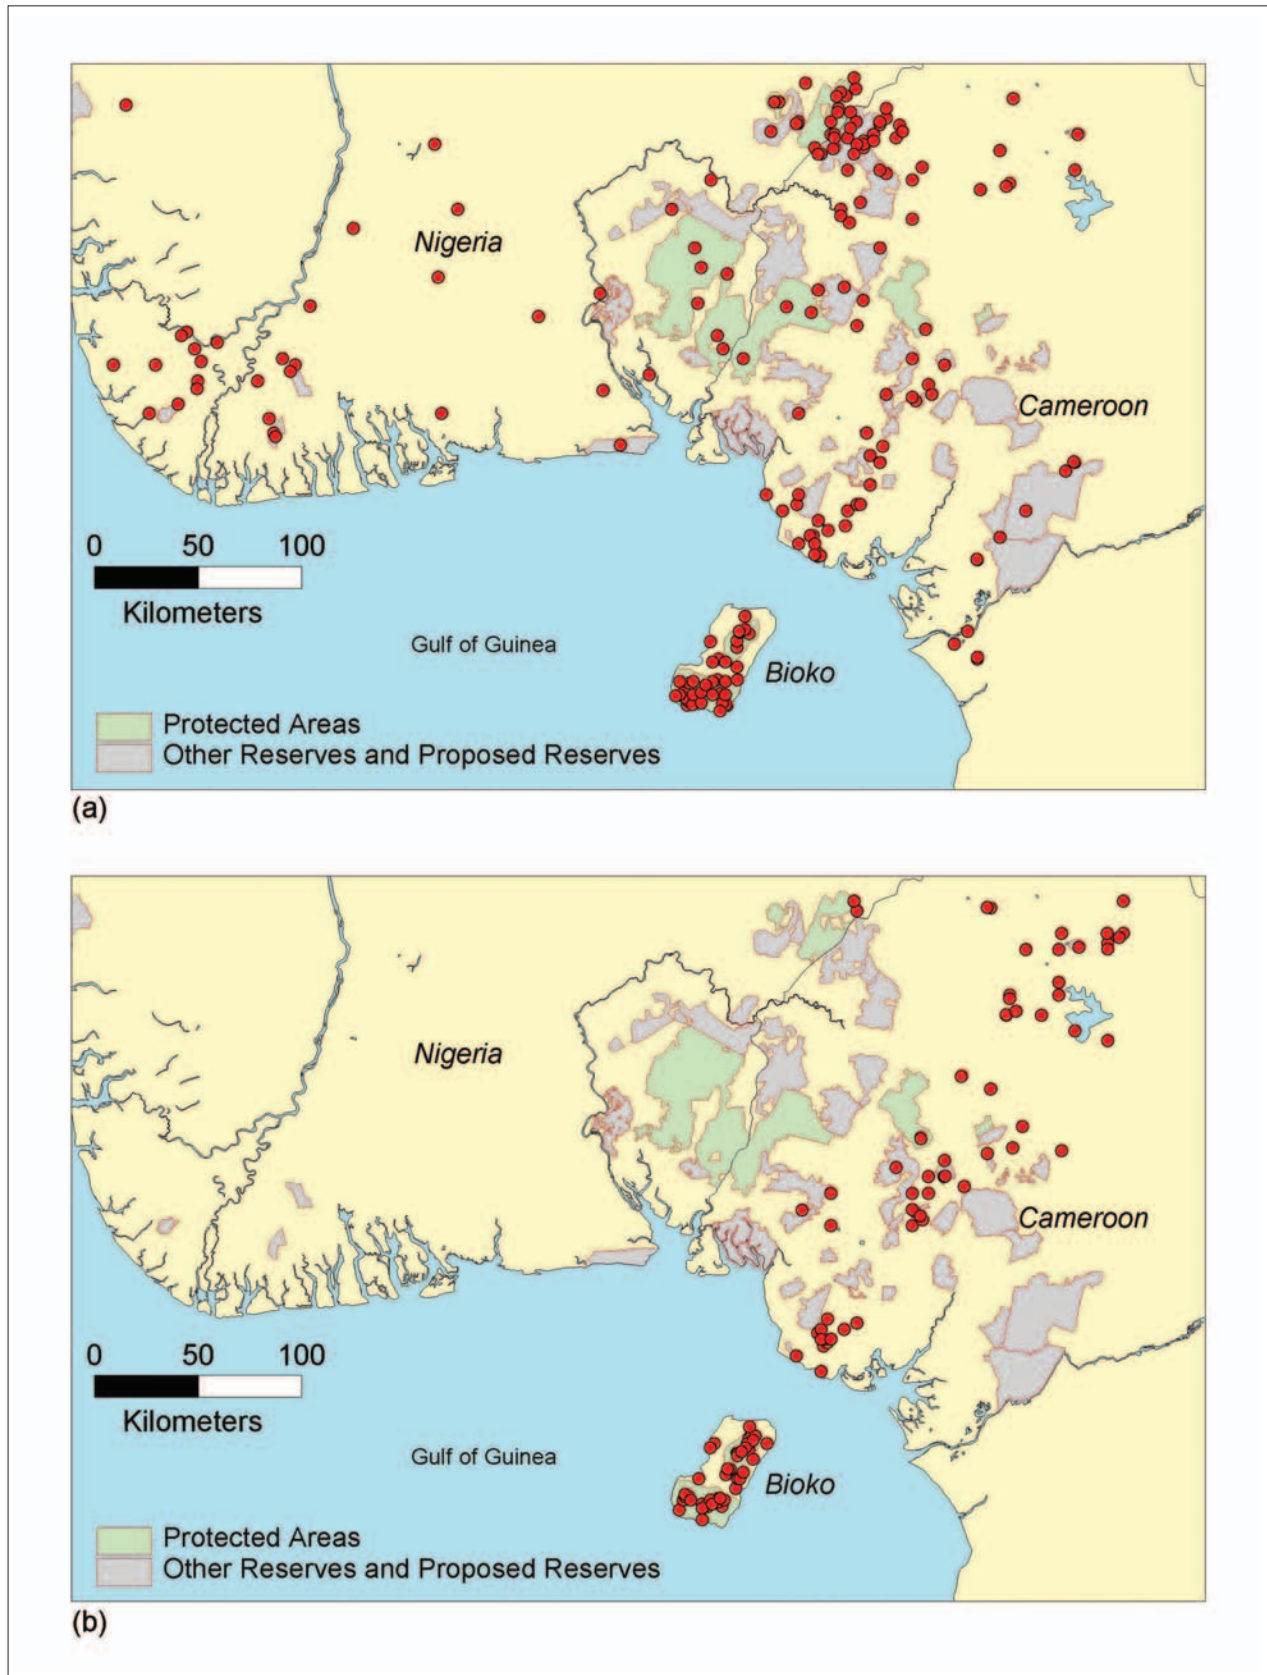 Nigeria
Cameroon
0 50 100
Kilometers
Gulf of Guinea
Bioko
Protected Areas
Other Reserves and Proposed Reserves
(a)
Nigeria
Cameroon
0 50 100
Kilometers
Gulf of Guinea
Bioko
Protected Areas
Other Reserves and Proposed Reserves
(b)